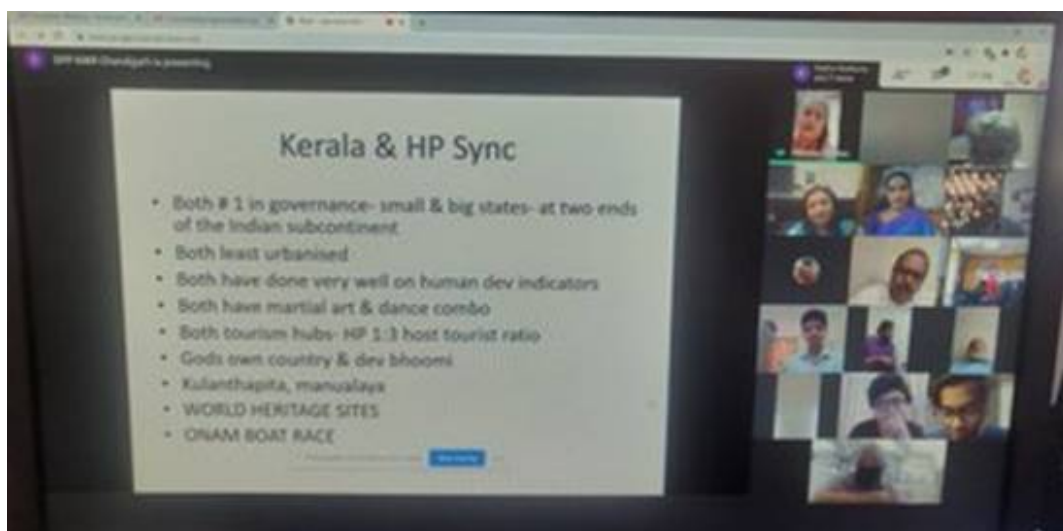 is presenting
Kerala & HP Sync
• Both # 1 in governance- small & big states- at two ends
of the Indian subcontinent
• Both least urbanised
• Both have done very well on human dev indicators
• Both have martial art & dance combo
• Both tourism hubs- HP 1:3 host tourist ratio
• Gods own country & dev bhoomi
• Kulanthapita, manualaya
• WORLD HERITAGE SITES
• ONAM BOAT RACE